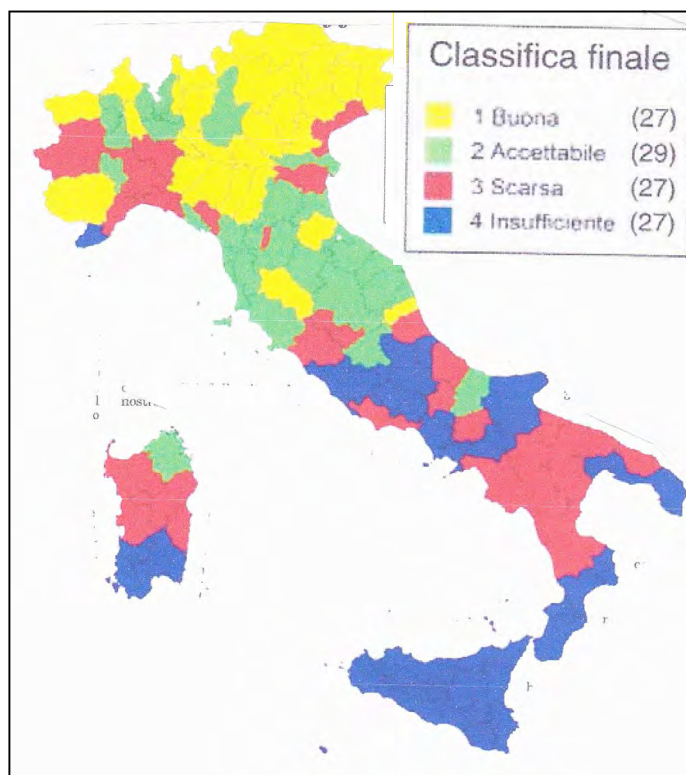 Classifica finale
1 Buona (27)
2 Accettabile (29)
3 Scarsa (27)
4 Insufficiente (27)